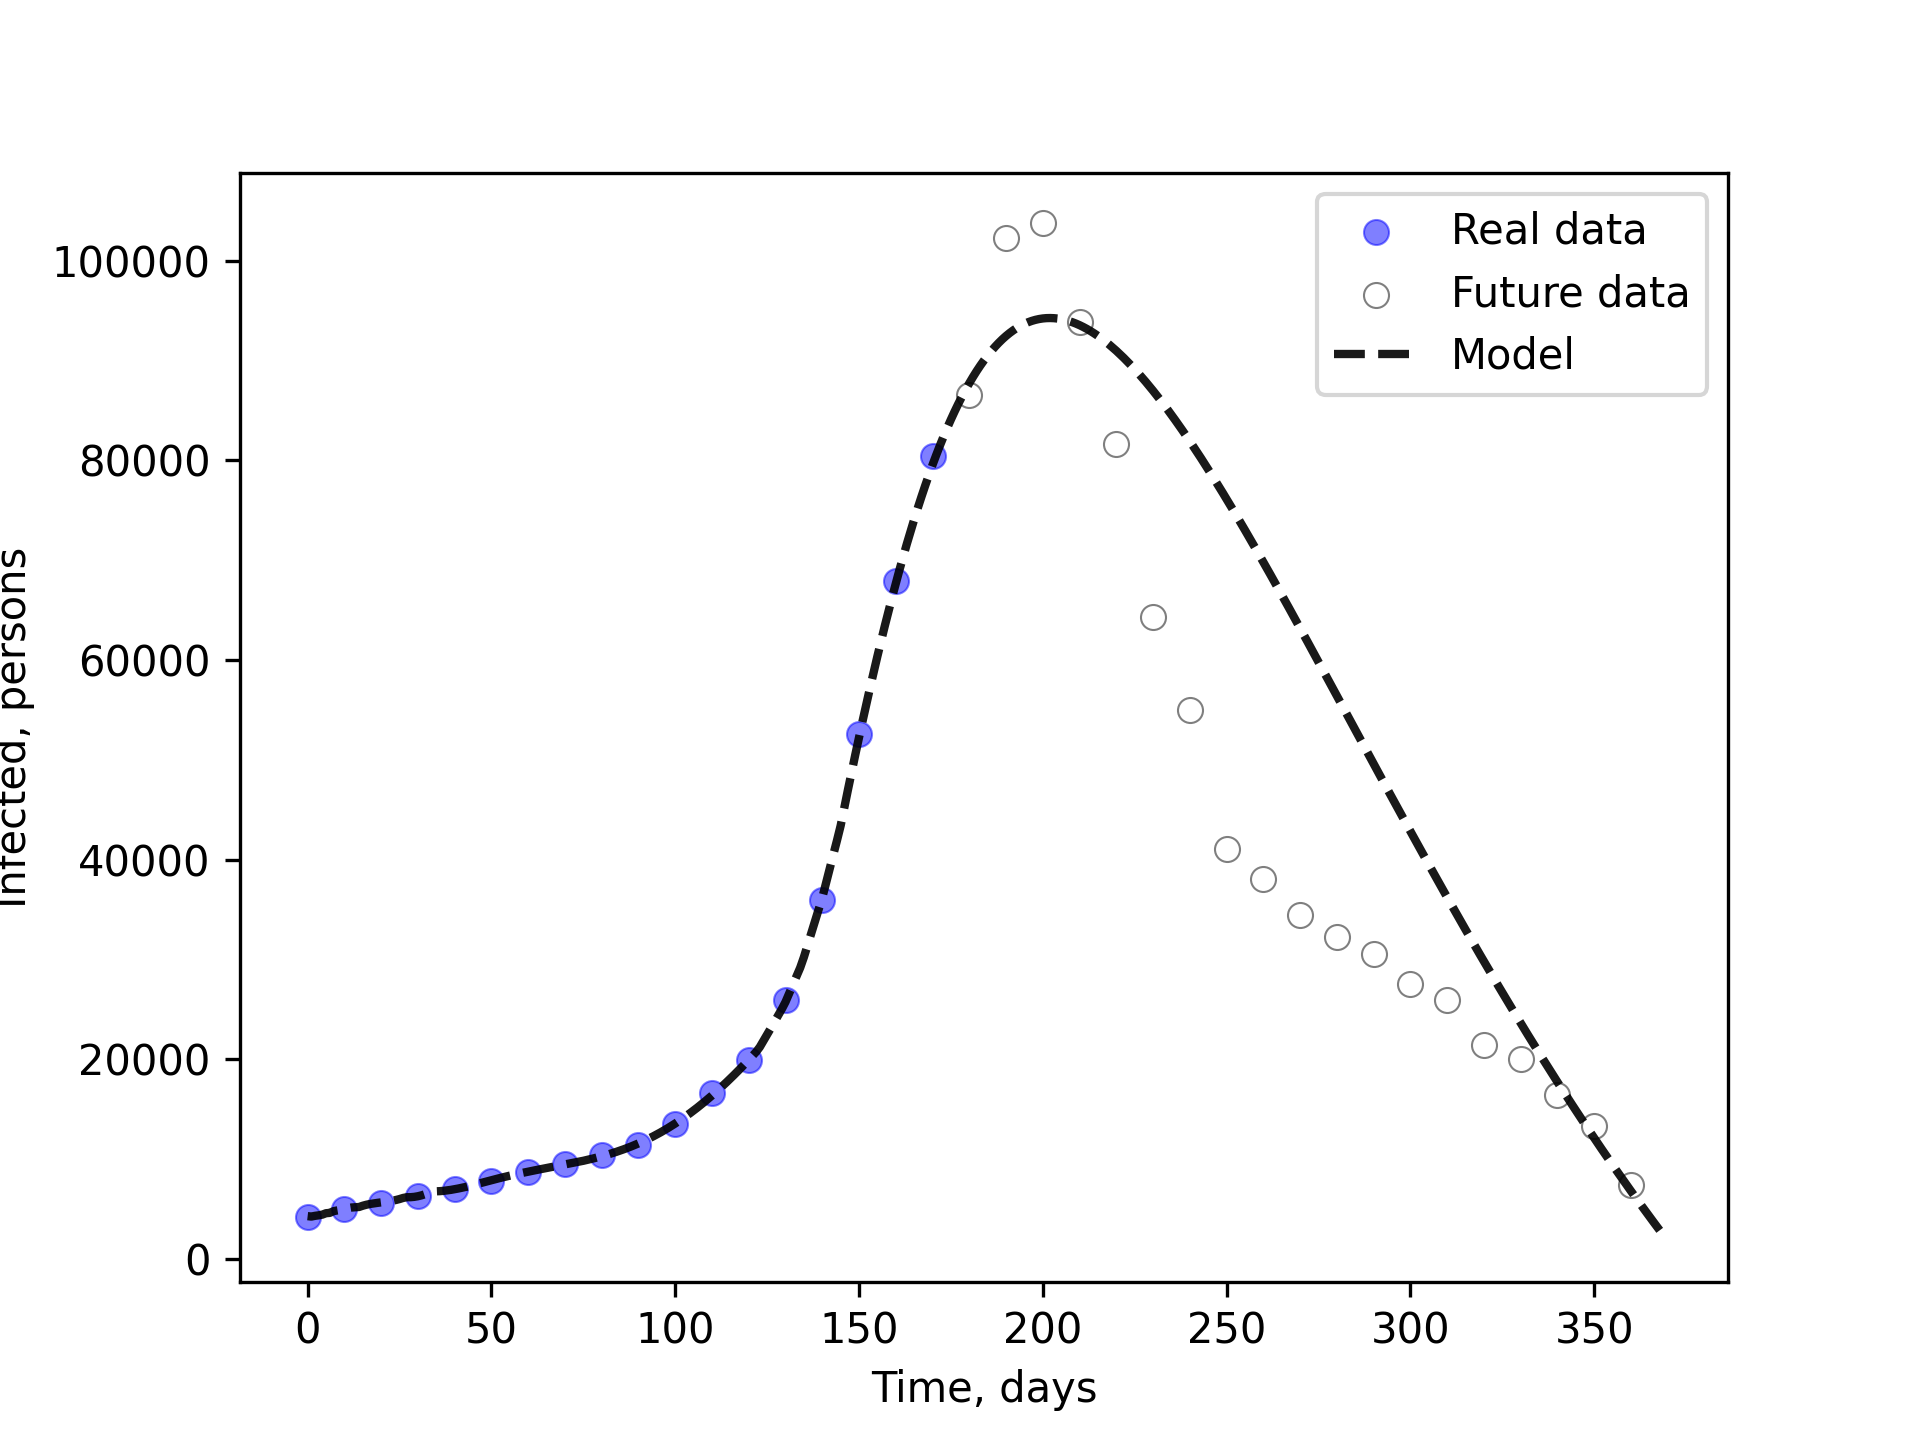 Real data
Future data
Model
Infected, persons
100000
80000
60000
40000
20000
0
0 50 100 150 200 250 300 350
Time, days